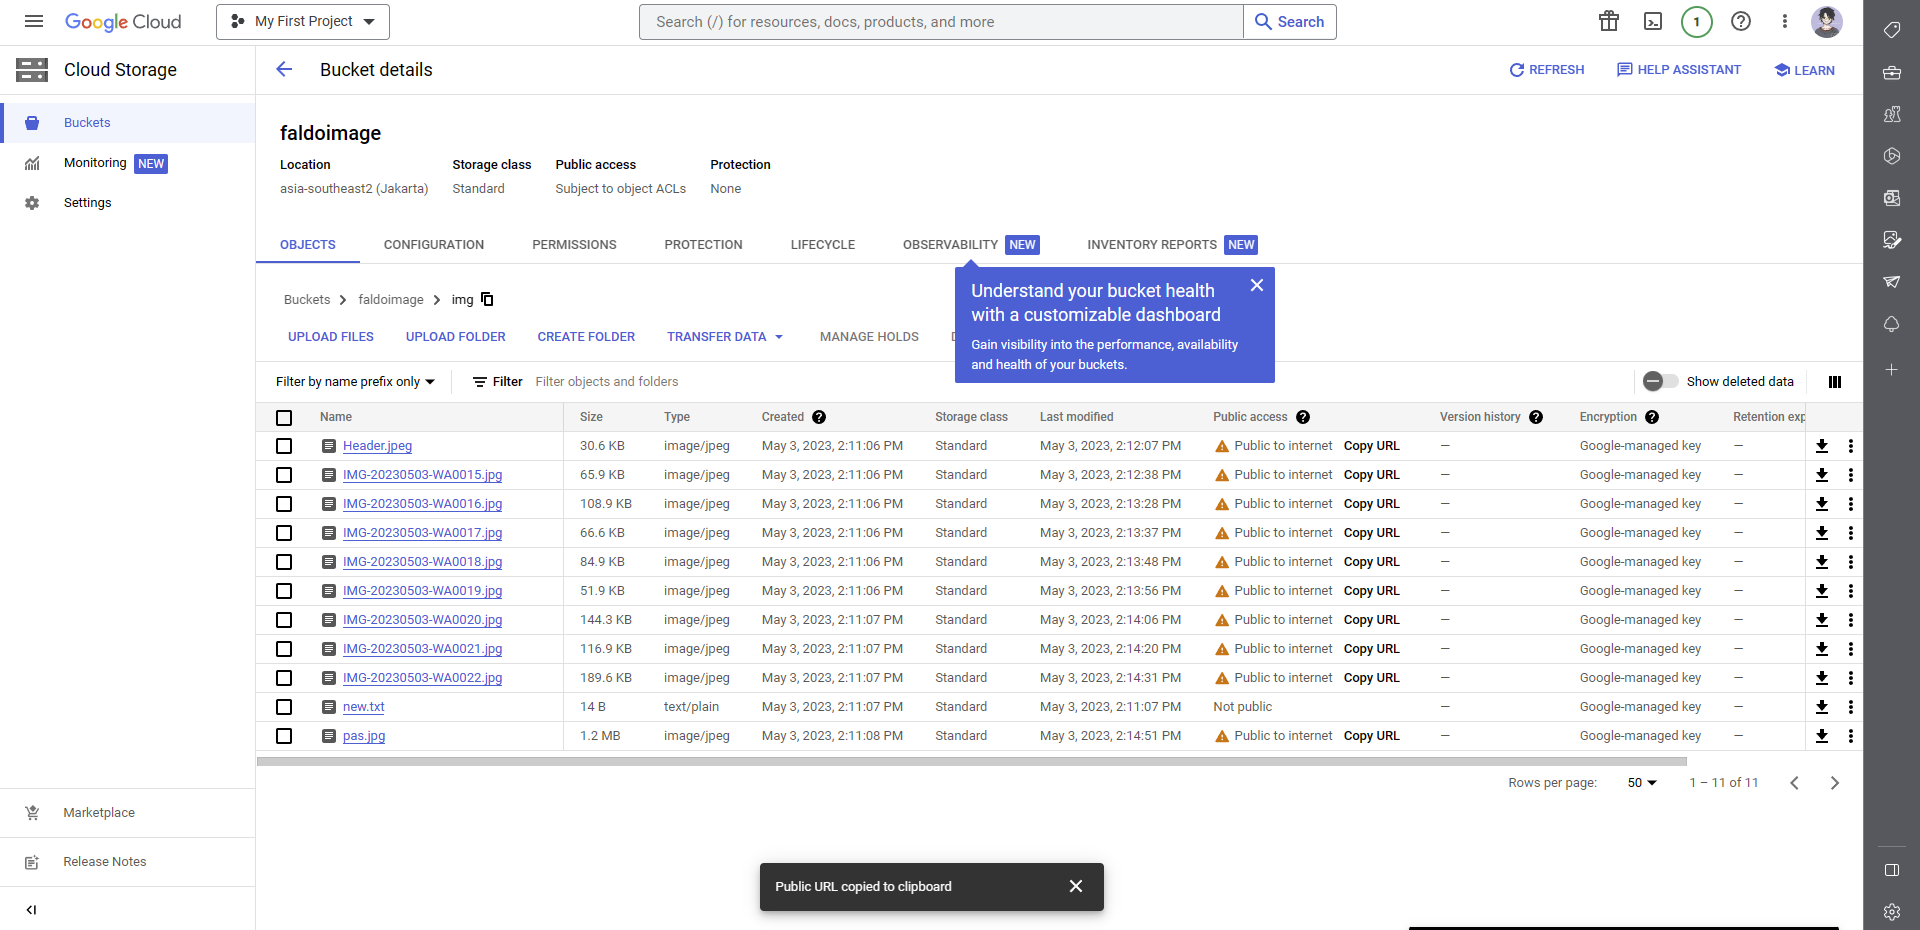 Google Cloud
My First Project
Search (/) for resources, docs, products, and more
Search
1
Cloud Storage
Bucket details
REFRESH
HELP ASSISTANT
LEARN
Buckets
Monitoring NEW
Settings
faldoimage
Location Storage class Public access Protection
asia-southeast2 (Jakarta) Standard Subject to object ACLs None
OBJECTS CONFIGURATION PERMISSIONS PROTECTION LIFECYCLE OBSERVABILITY NEW INVENTORY REPORTS NEW
Understand your bucket health
with a customizable dashboard
Gain visibility into the performance, availability
and health of your buckets.
Buckets faldoimage img
UPLOAD FILES UPLOAD FOLDER CREATE FOLDER TRANSFER DATA MANAGE HOLDS
Filter by name prefix only Filter Filter objects and folders Show deleted data
Name Size Type Created Storage class Last modified Public access Version history Encryption Retention exp
Header.jpeg 30.6 KB image/jpeg May 3, 2023, 2:11:06 PM Standard May 3, 2023, 2:12:07 PM Public to internet Copy URL — Google-managed key —
IMG-20230503-WA0015.jpg 65.9 KB image/jpeg May 3, 2023, 2:11:06 PM Standard May 3, 2023, 2:12:38 PM Public to internet Copy URL — Google-managed key —
IMG-20230503-WA0016.jpg 108.9 KB image/jpeg May 3, 2023, 2:11:06 PM Standard May 3, 2023, 2:13:28 PM Public to internet Copy URL — Google-managed key —
IMG-20230503-WA0017.jpg 66.6 KB image/jpeg May 3, 2023, 2:11:06 PM Standard May 3, 2023, 2:13:37 PM Public to internet Copy URL — Google-managed key —
IMG-20230503-WA0018.jpg 84.9 KB image/jpeg May 3, 2023, 2:11:06 PM Standard May 3, 2023, 2:13:48 PM Public to internet Copy URL — Google-managed key —
IMG-20230503-WA0019.jpg 51.9 KB image/jpeg May 3, 2023, 2:11:06 PM Standard May 3, 2023, 2:13:56 PM Public to internet Copy URL — Google-managed key —
IMG-20230503-WA0020.jpg 144.3 KB image/jpeg May 3, 2023, 2:11:07 PM Standard May 3, 2023, 2:14:06 PM Public to internet Copy URL — Google-managed key —
IMG-20230503-WA0021.jpg 116.9 KB image/jpeg May 3, 2023, 2:11:07 PM Standard May 3, 2023, 2:14:20 PM Public to internet Copy URL — Google-managed key —
IMG-20230503-WA0022.jpg 189.6 KB image/jpeg May 3, 2023, 2:11:07 PM Standard May 3, 2023, 2:14:31 PM Public to internet Copy URL — Google-managed key —
new.txt 14 B text/plain May 3, 2023, 2:11:07 PM Standard May 3, 2023, 2:11:07 PM Not public — Google-managed key —
pas.jpg 1.2 MB image/jpeg May 3, 2023, 2:11:08 PM Standard May 3, 2023, 2:14:51 PM Public to internet Copy URL — Google-managed key —
Rows per page: 50 1 – 11 of 11
Marketplace
Release Notes
Public URL copied to clipboard